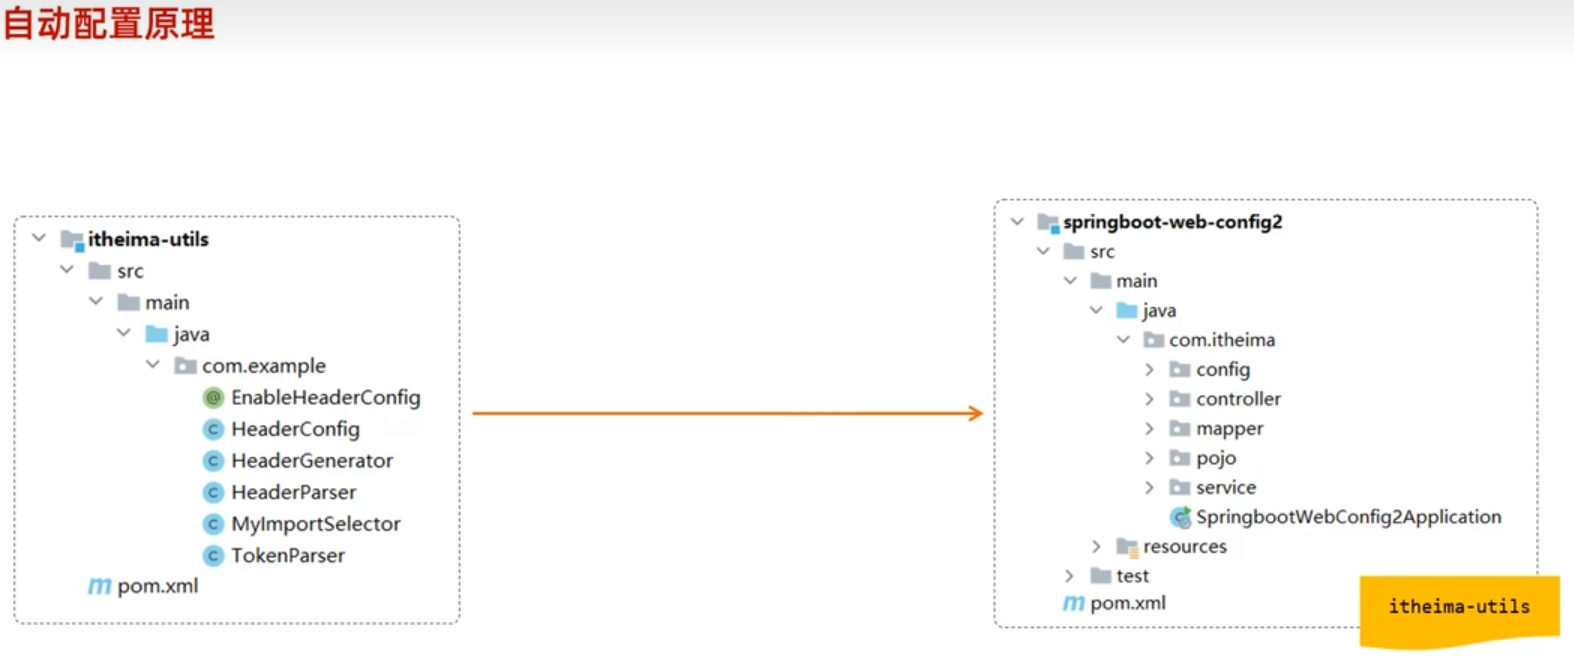 自动配置原理
itheima-utils
src
main
java
com.example
EnableHeaderConfig
HeaderConfig
HeaderGenerator
HeaderParser
MyImportSelector
TokenParser
pom.xml
springboot-web-config2
src
main
java
com.itheima
config
controller
mapper
pojo
service
SpringbootWebConfig2Application
resources
test
pom.xml
itheima-utils